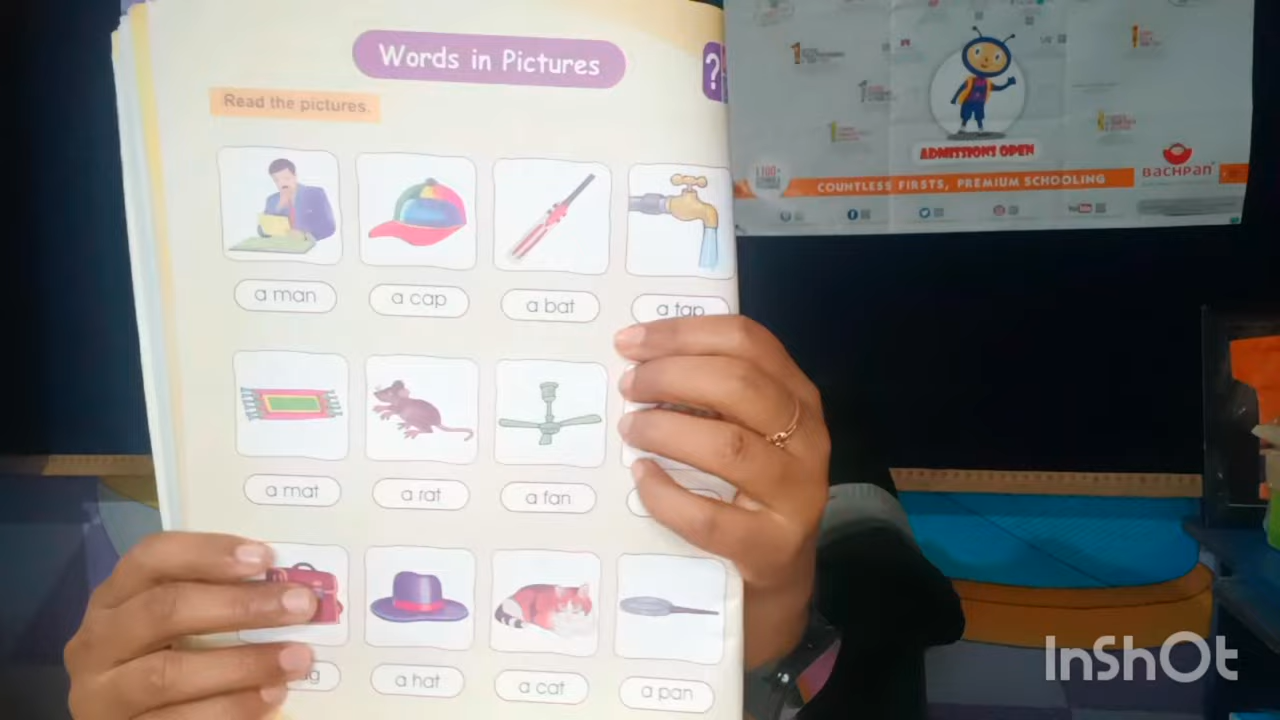 Words in Pictures
?
Read the pictures.
a man
a cap
a bat
a tap
a mat
a rat
a fan
a hat
a cat
a pan
ADMISSIONS OPEN
1100+
COUNTLESS FIRSTS, PREMIUM SCHOOLING
BACHPAN
InShOt